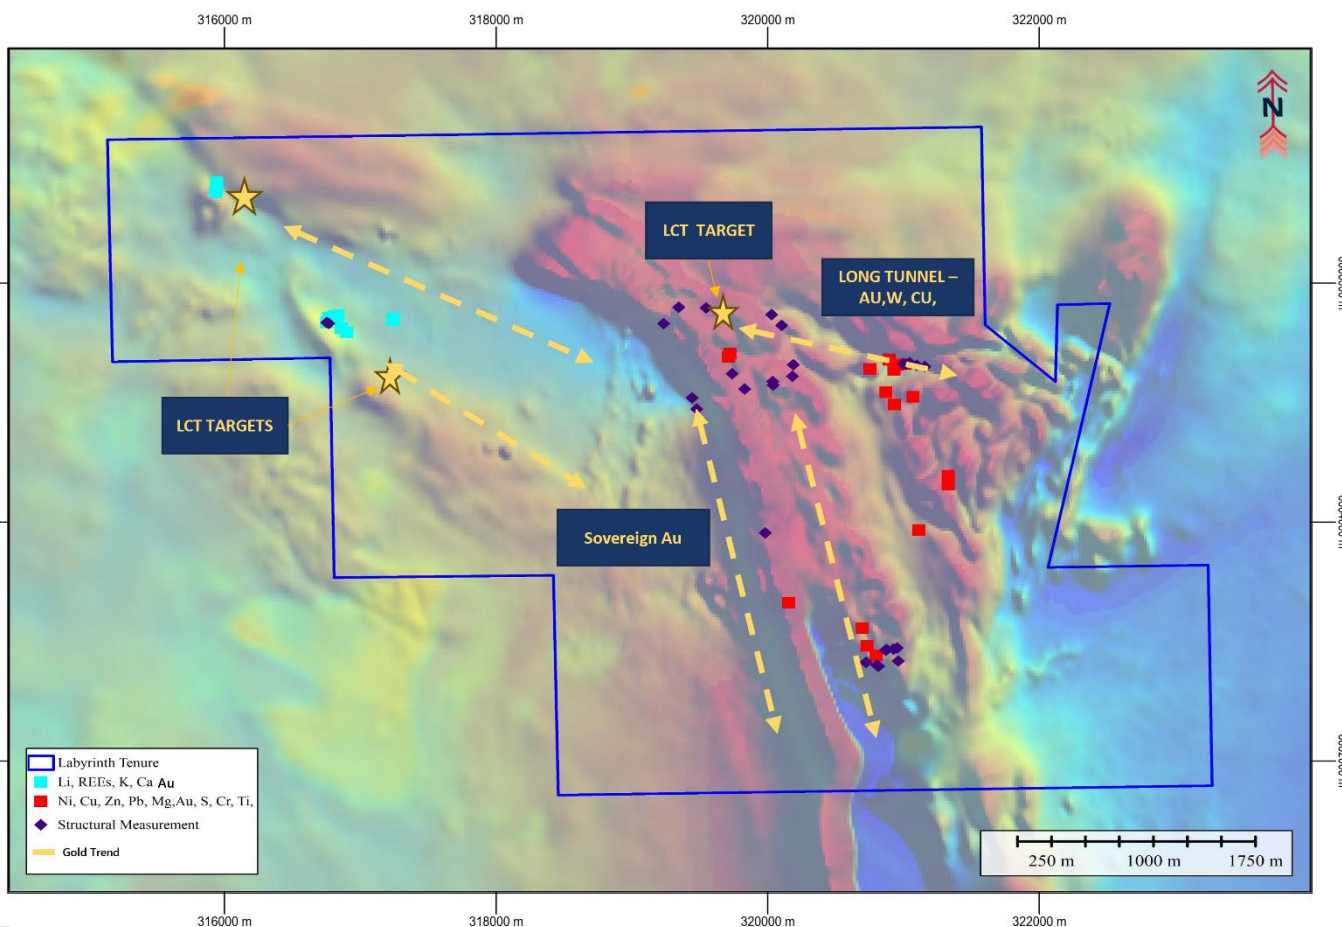 316000 m
318000 m
320000 m
322000 m
N
LCT TARGET
LONG TUNNEL –
AU,W, CU,
LCT TARGETS
Sovereign Au
Labyrinth Tenure
Li, REEs, K, Ca Au
Ni, Cu, Zn, Pb, Mg,Au, S, Cr, Ti,
Structural Measurement
Gold Trend
250 m
1000 m
1750 m
316000 m
318000 m
320000 m
322000 m